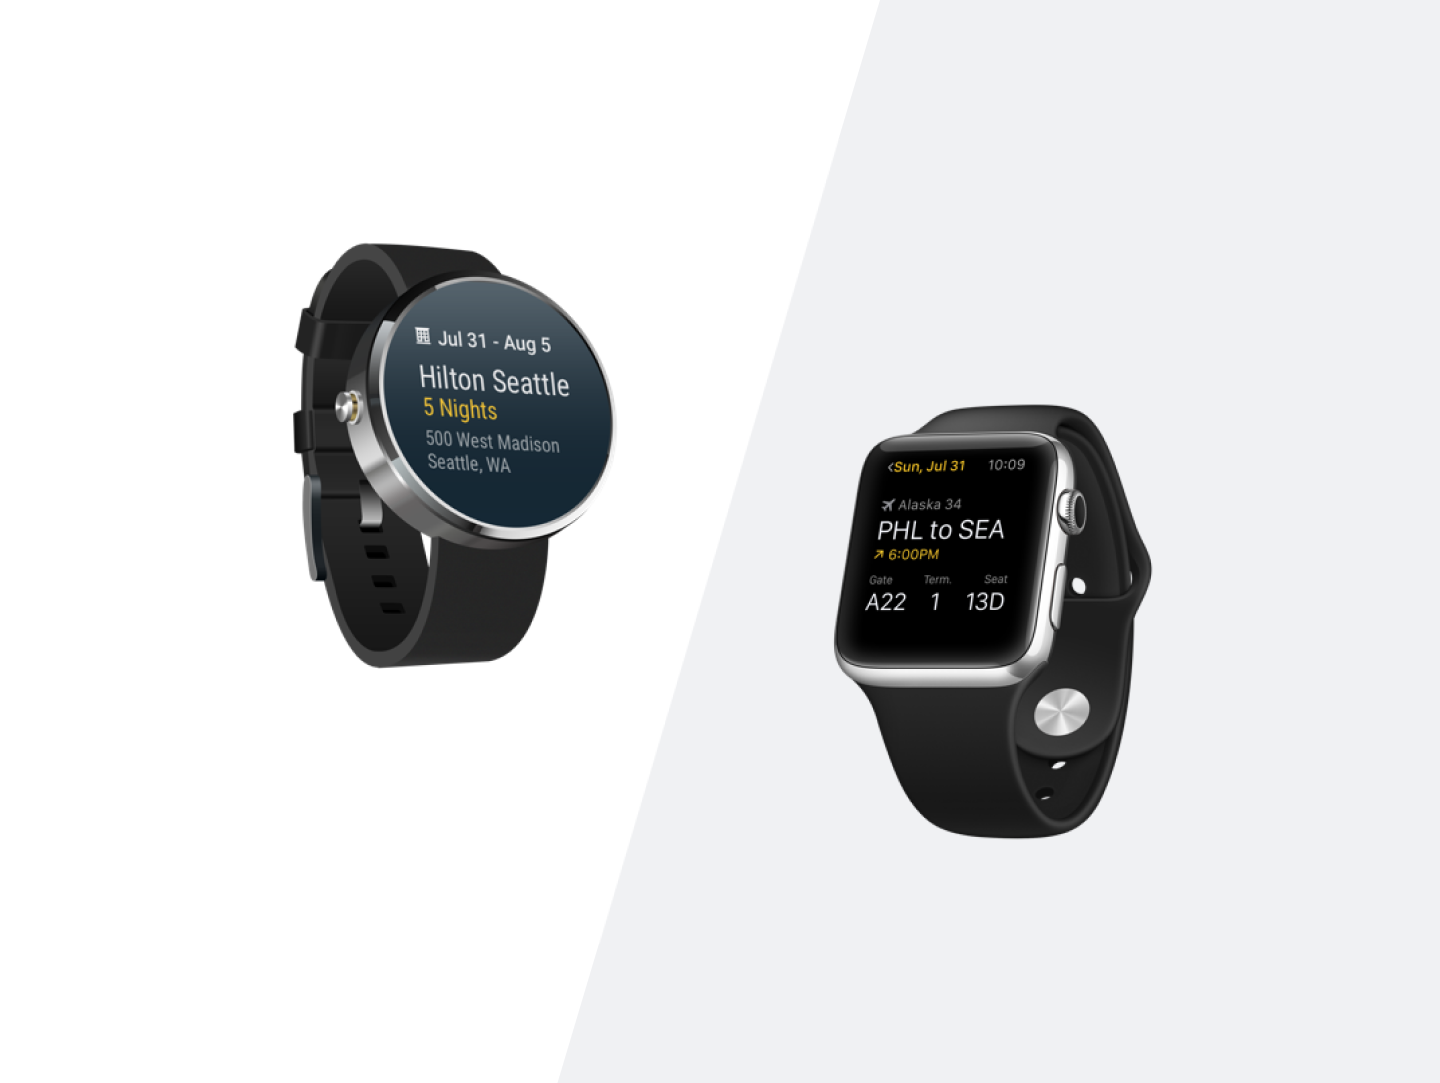 Jul 31 - Aug 5
Hilton Seattle
5 Nights
500 West Madison
Seattle, WA
<Sun, Jul 31 10:09
Alaska 34
PHL to SEA
6:00PM
Gate Term. Seat
A22 1 13D